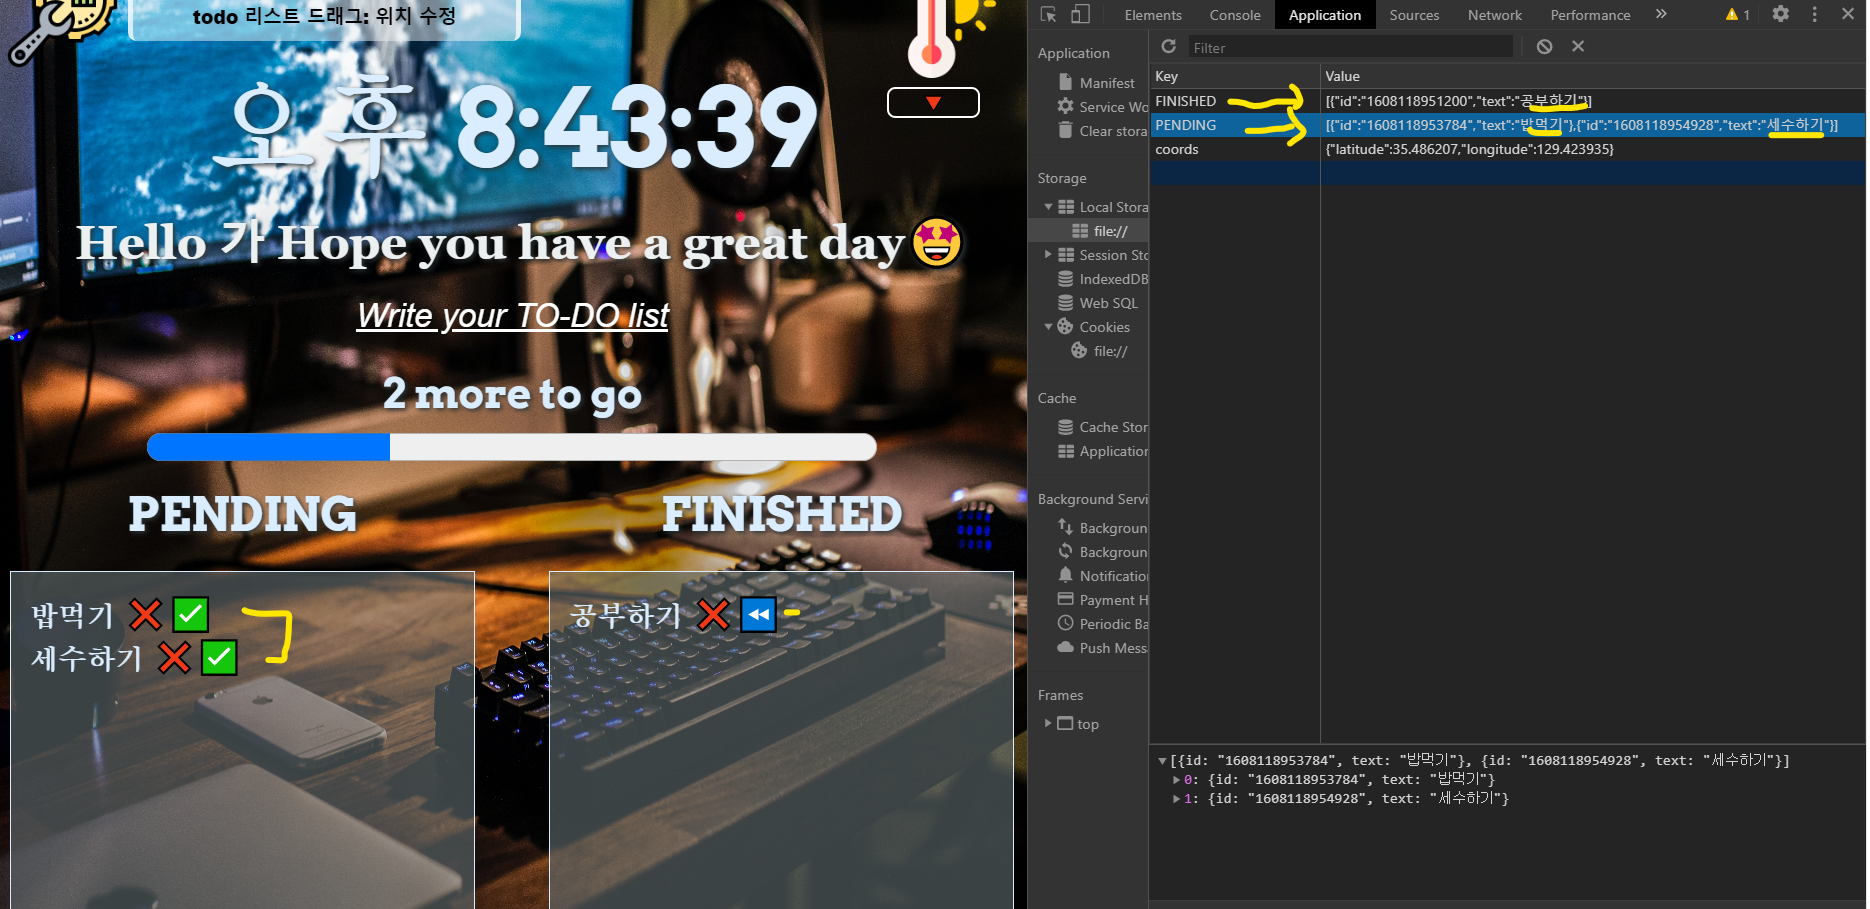 todo 리스트 드래그: 위치 수정
오후 8:43:39
Hello 가 Hope you have a great day
Write your TO-DO list
2 more to go
PENDING
FINISHED
밥먹기
세수하기
공부하기
Elements Console Application Sources Network Performance » 1
Application
Manifest
Service Wo
Clear stora
Storage
Local Stora
file://
Session Sto
IndexedDB
Web SQL
Cookies
file://
Cache
Cache Stor
Application
Background Servi
Backgroun
Backgroun
Notificatio
Payment H
Periodic Ba
Push Mess
Frames
top
Filter
Key Value
FINISHED [{"id":"1608118951200","text":"공부하기"}]
PENDING [{"id":"1608118953784","text":"밥먹기"},{"id":"1608118954928","text":"세수하기"}]
coords {"latitude":35.486207,"longitude":129.423935}
[{id: "1608118953784", text: "밥먹기"}, {id: "1608118954928", text: "세수하기"}]
0: {id: "1608118953784", text: "밥먹기"}
1: {id: "1608118954928", text: "세수하기"}